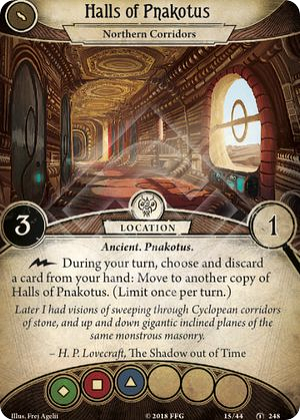 Halls of Pnakotus
Northern Corridors
3
LOCATION
1
Ancient. Pnakotus.
During your turn, choose and discard
a card from your hand: Move to another copy of
Halls of Pnakotus. (Limit once per turn.)
Later I had visions of sweeping through Cyclopean corridors
of stone, and up and down gigantic inclined planes of the
same monstrous masonry.
– H. P. Lovecraft, The Shadow out of Time
Illus. Frej Agelii
© 2018 FFG
15/44
248